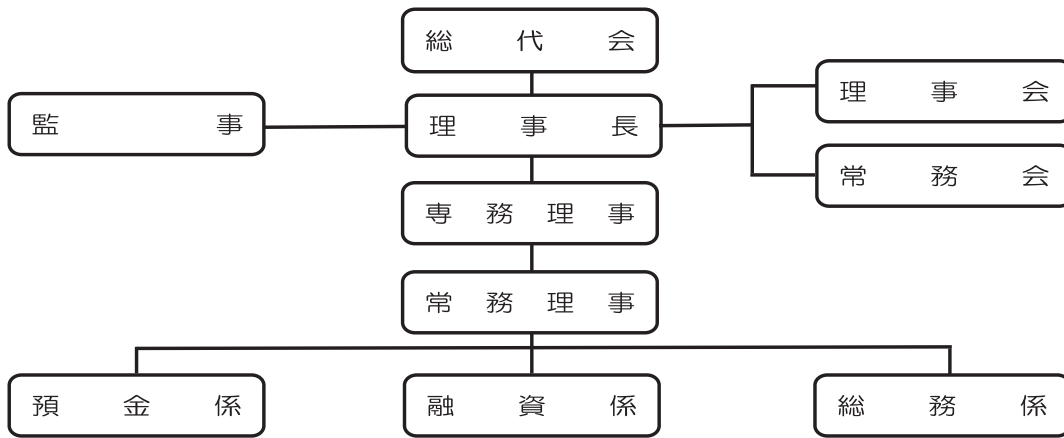 総代会
理事会
監事
理事長
常務会
専務理事
常務理事
預金係
融資係
総務係